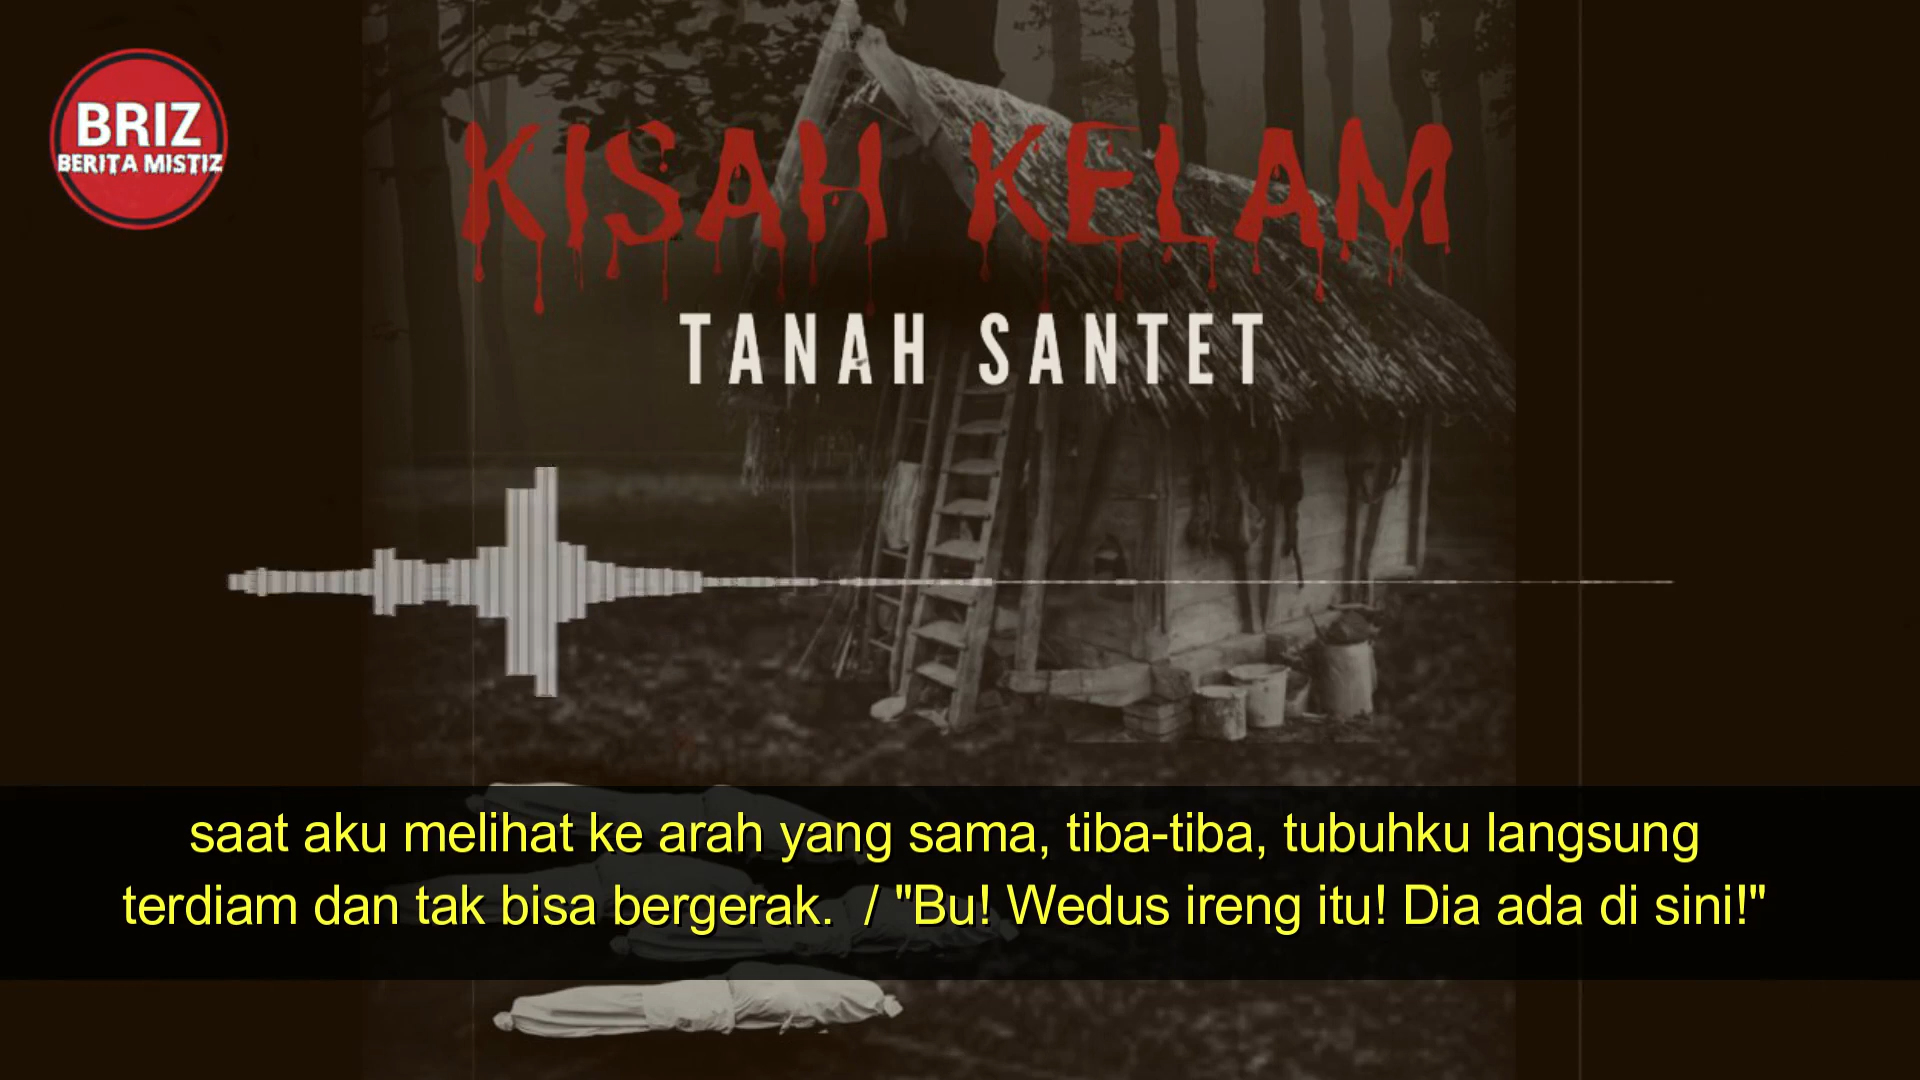 BRIZ
BERITA MISTIZ
KISAH KELAM
TANAH SANTET
saat aku melihat ke arah yang sama, tiba-tiba, tubuhku langsung
terdiam dan tak bisa bergerak. / "Bu! Wedus ireng itu! Dia ada di sini!"